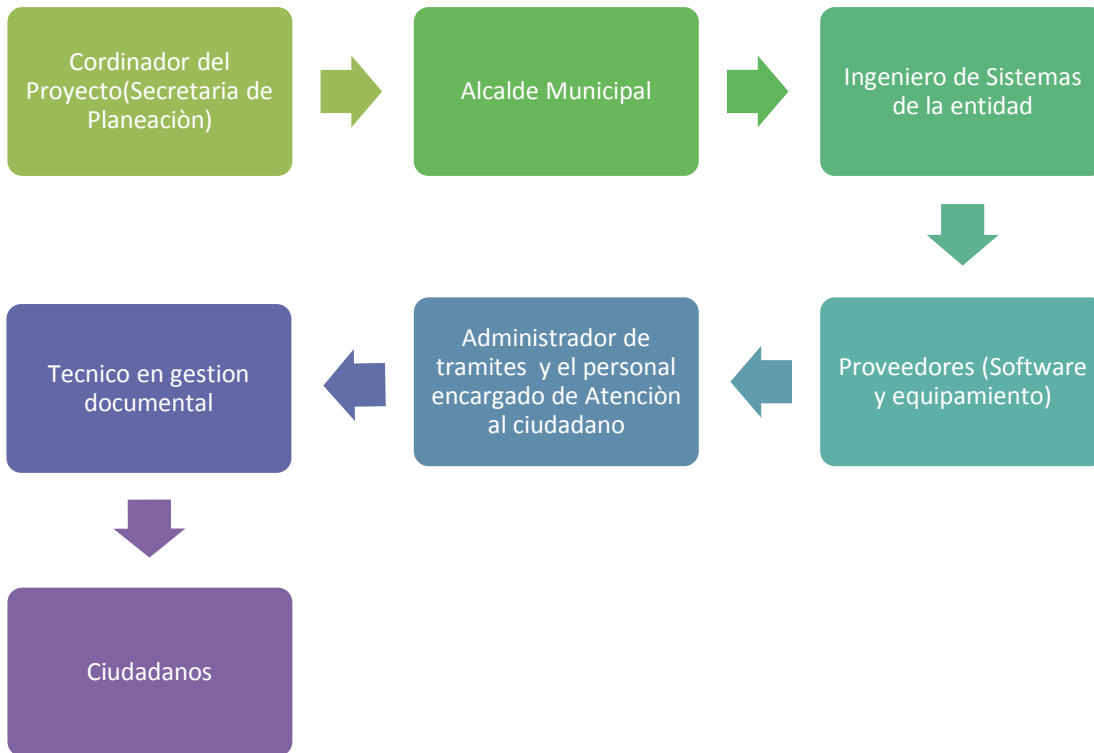 Cordinador del
Proyecto(Secretaria de
Planeaciòn)
Alcalde Municipal
Ingeniero de Sistemas
de la entidad
Proveedores (Software
y equipamiento)
Administrador de
tramites y el personal
encargado de Atenciòn
al ciudadano
Tecnico en gestion
documental
Ciudadanos